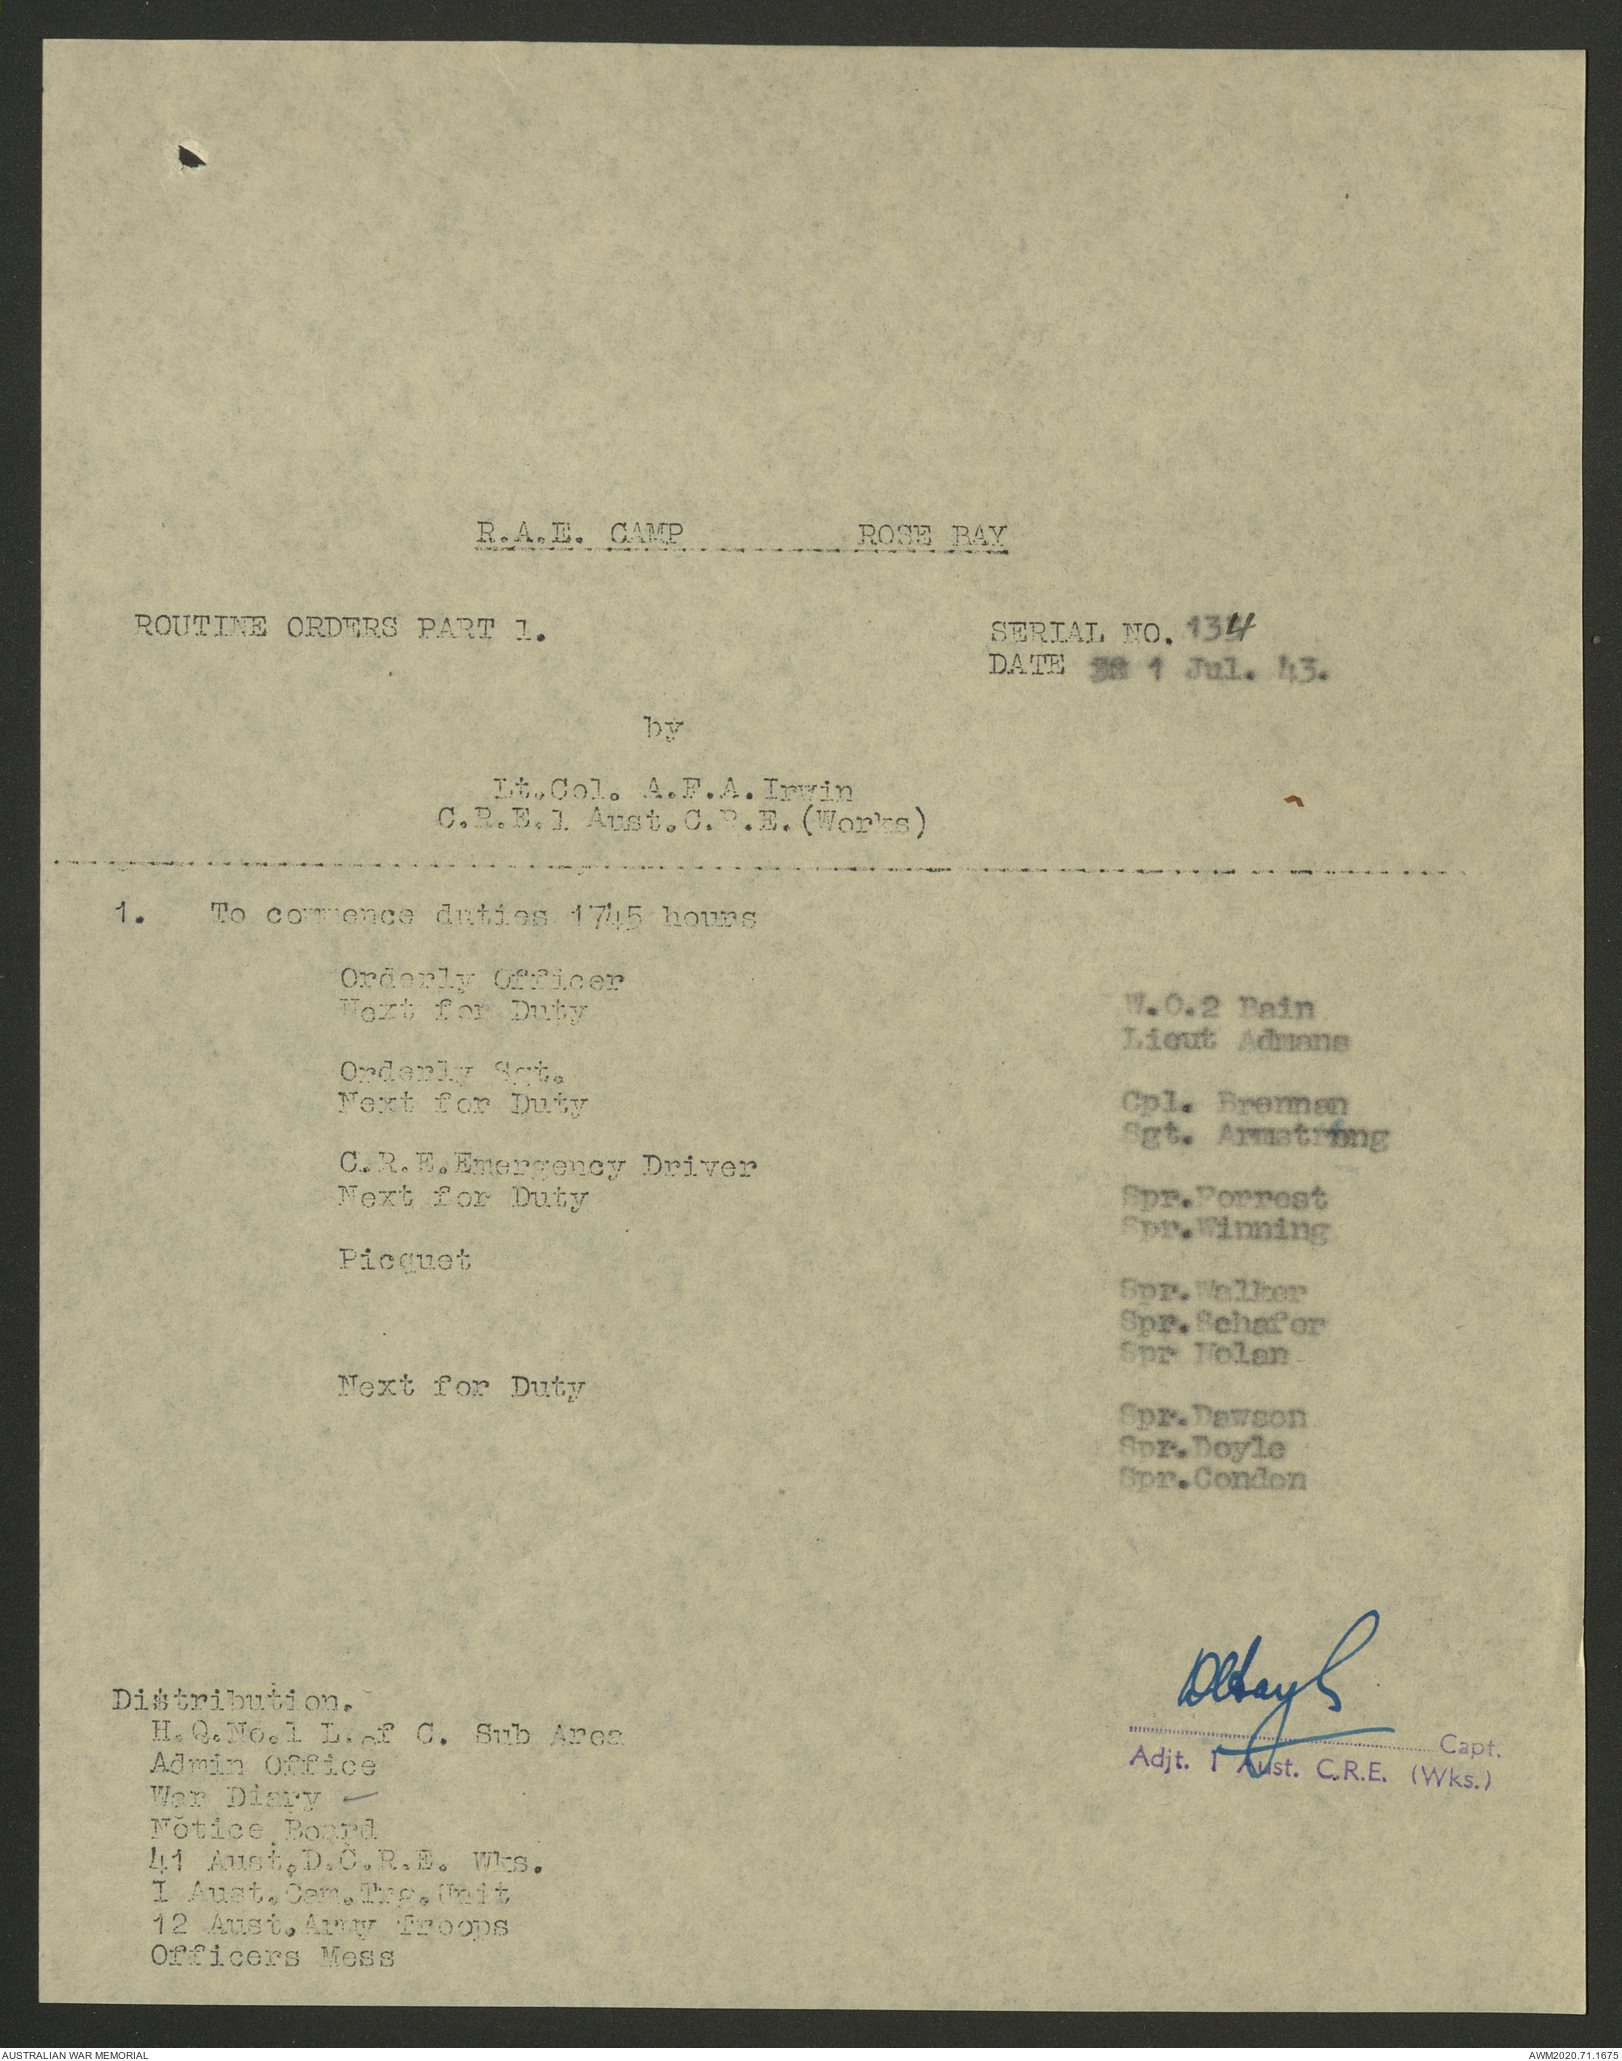 R.A.E. CAMP ROSE BAY
ROUTINE ORDERS PART 1.
SERIAL NO. 134
DATE 1 Jul. 43.
by
Lt.Col. A.F.A.Irwin
C.R.E.1 Aust.C.R.E.(Works)
1. To commence duties 1745 hours
Orderly Officer W.O.2 Bain
Next for Duty Lieut Admans
Orderly Sgt. Cpl. Brennan
Next for Duty Sgt. Armstrong
C.R.E.Emergency Driver Spr.Forrest
Next for Duty Spr.Winning
Picquet Spr.Walker
Spr.Schafer
Spr Nolan
Next for Duty Spr.Dawson
Spr.Doyle
Spr.Condon
Capt.
Adjt. 1 Aust. C.R.E. (Wks.)
Distribution.
H.Q.No.1 L. of C. Sub Area
Admin Office
War Diary
Notice Board
41 Aust.D.C.R.E. Wks.
I Aust.Cam.Trg.Unit
12 Aust.Army Troops
Officers Mess
AUSTRALIAN WAR MEMORIAL
AWM2020.71.1675